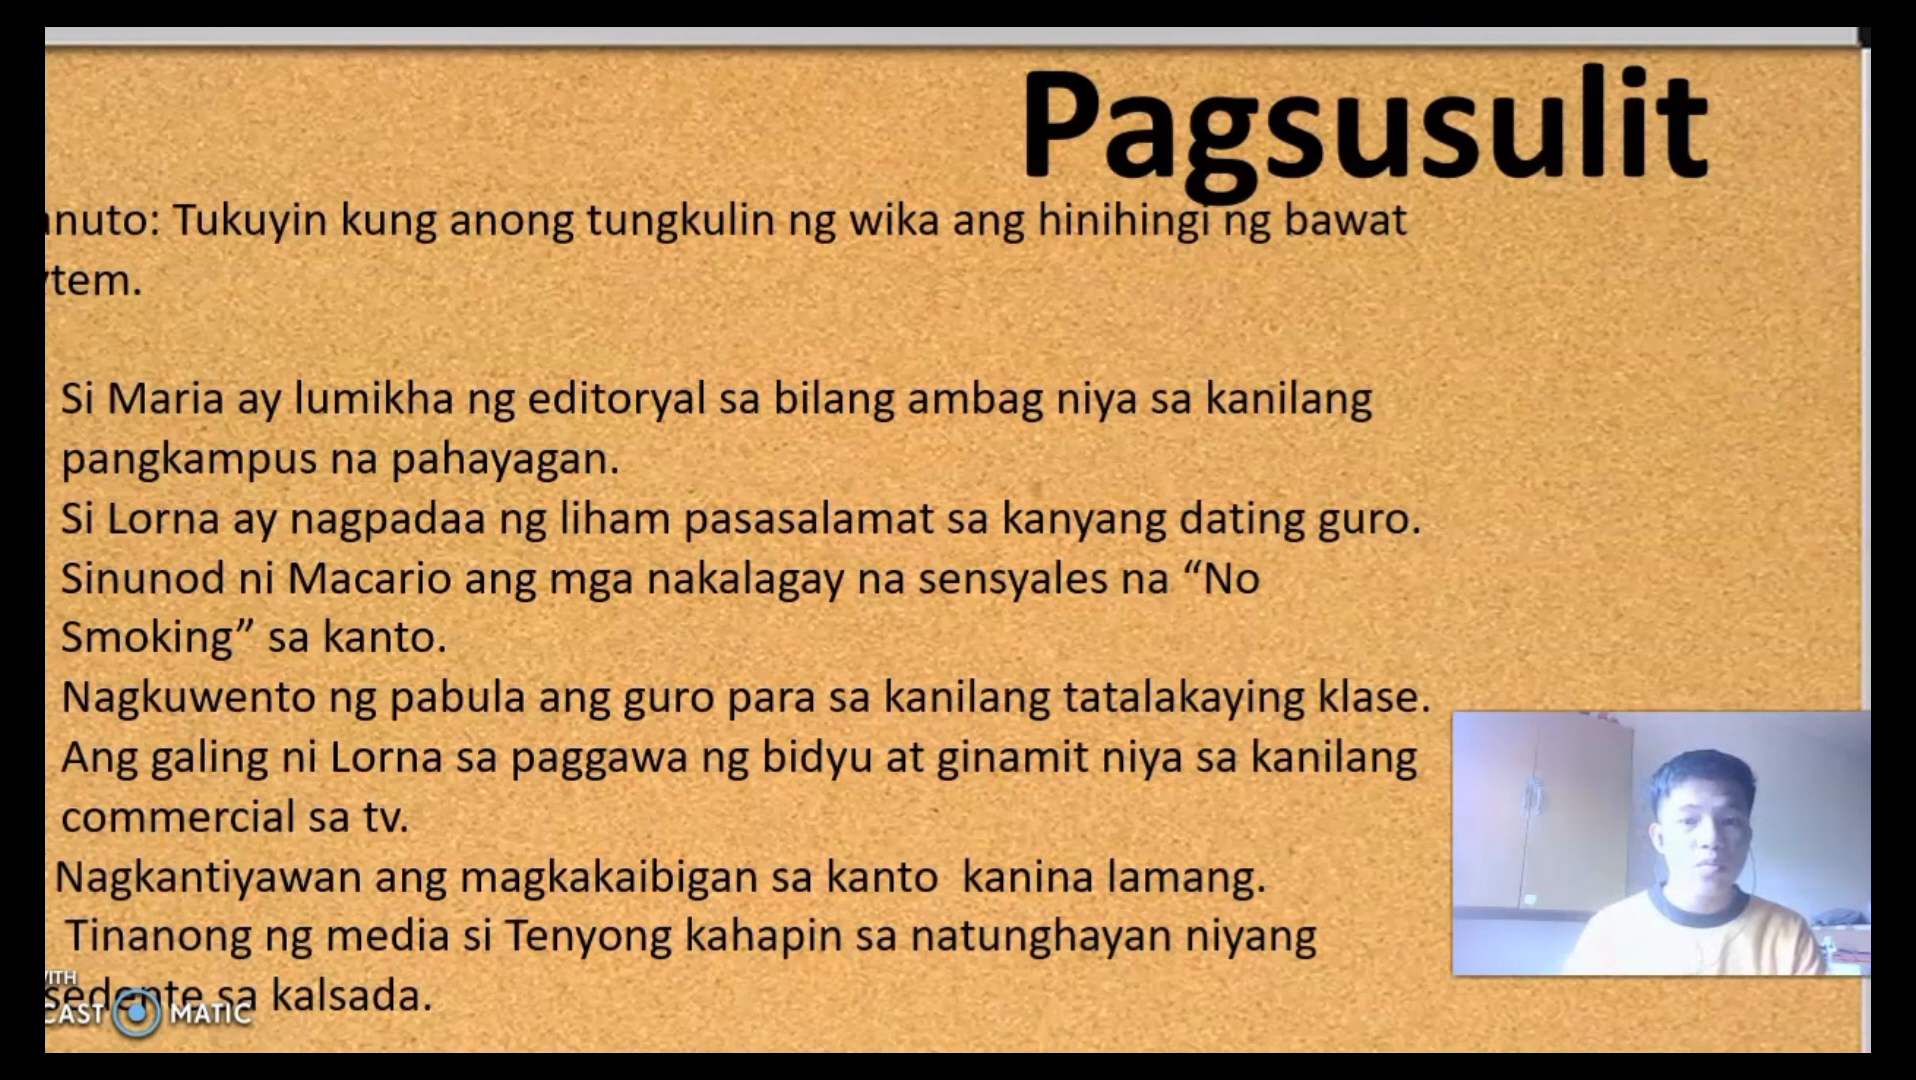 Pagsusulit
nuto: Tukuyin kung anong tungkulin ng wika ang hinihingi ng bawat
tem.
Si Maria ay lumikha ng editoryal sa bilang ambag niya sa kanilang
pangkampus na pahayagan.
Si Lorna ay nagpadaa ng liham pasasalamat sa kanyang dating guro.
Sinunod ni Macario ang mga nakalagay na sensyales na “No
Smoking” sa kanto.
Nagkuwento ng pabula ang guro para sa kanilang tatalakaying klase.
Ang galing ni Lorna sa paggawa ng bidyu at ginamit niya sa kanilang
commercial sa tv.
Nagkantiyawan ang magkakaibigan sa kanto kanina lamang.
Tinanong ng media si Tenyong kahapin sa natunghayan niyang
sedente sa kalsada.
ITH
CAST MATIC